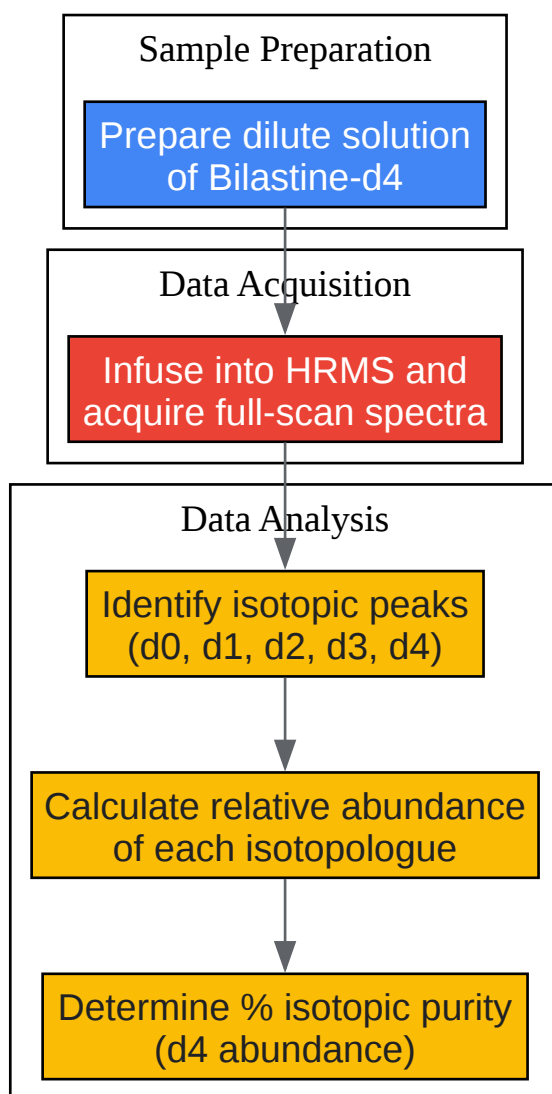 Sample Preparation
Prepare dilute solution
of Bilastine-d4
Data Acquisition
Infuse into HRMS and
acquire full-scan spectra
Data Analysis
Identify isotopic peaks
(d0, d1, d2, d3, d4)
Calculate relative abundance
of each isotopologue
Determine % isotopic purity
(d4 abundance)